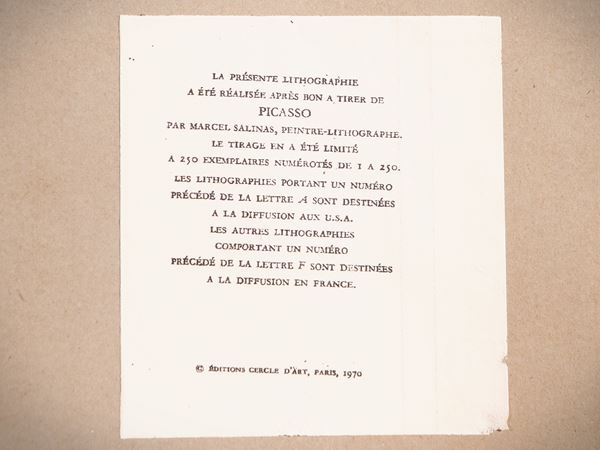 LA PRÉSENTE LITHOGRAPHIE
A ÉTÉ RÉALISÉE APRÈS BON A TIRER DE
PICASSO
PAR MARCEL SALINAS, PEINTRE-LITHOGRAPHE.
LE TIRAGE EN A ÉTÉ LIMITÉ
A 250 EXEMPLAIRES NUMÉROTÉS DE 1 A 250.
LES LITHOGRAPHIES PORTANT UN NUMÉRO
PRÉCÉDÉ DE LA LETTRE A SONT DESTINÉES
A LA DIFFUSION AUX U.S.A.
LES AUTRES LITHOGRAPHIES
COMPORTANT UN NUMÉRO
PRÉCÉDÉ DE LA LETTRE F SONT DESTINÉES
A LA DIFFUSION EN FRANCE.
© ÉDITIONS CERCLE D'ART, PARIS, 1970